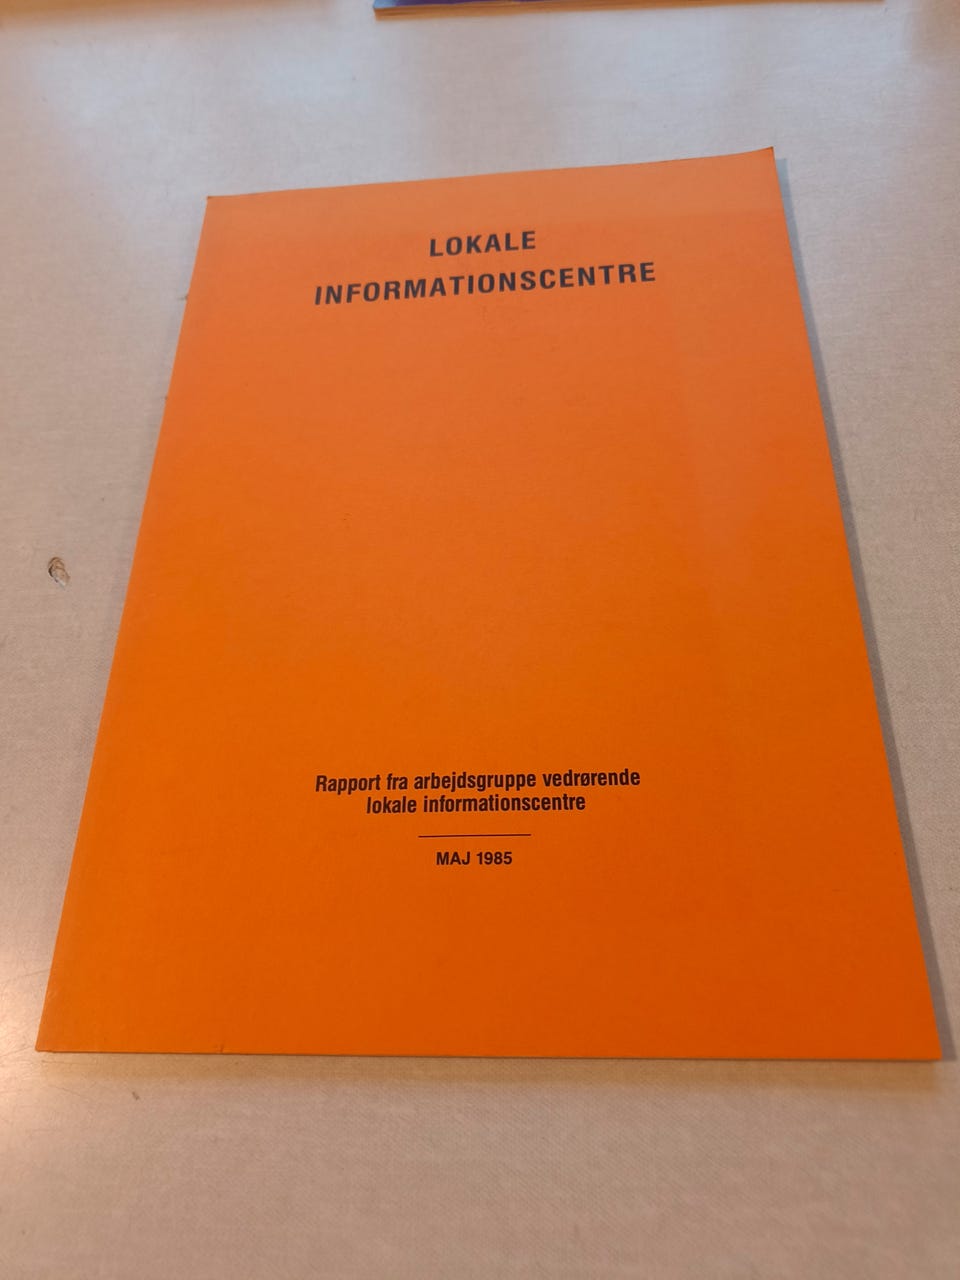 LOKALE
INFORMATIONSCENTRE
Rapport fra arbejdsgruppe vedrørende
lokale informationscentre
MAJ 1985